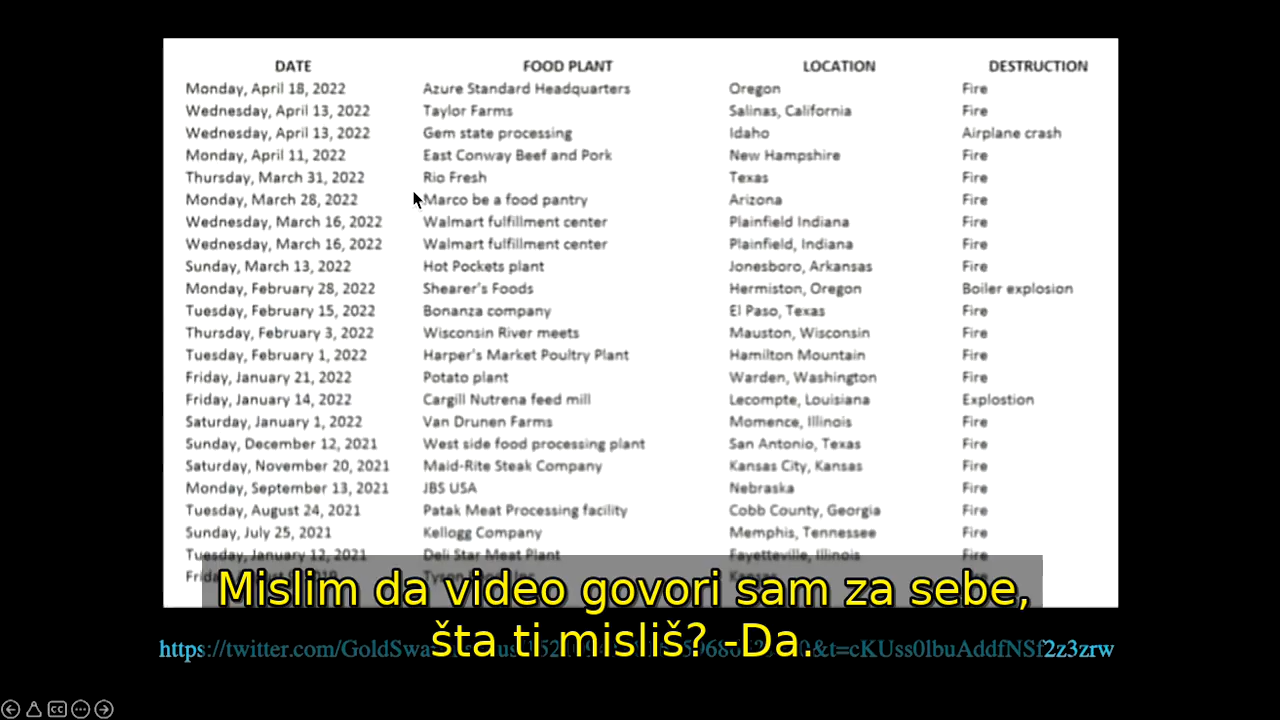 DATE FOOD PLANT LOCATION DESTRUCTION
Monday, April 18, 2022 Azure Standard Headquarters Oregon Fire
Wednesday, April 13, 2022 Taylor Farms Salinas, California Fire
Wednesday, April 13, 2022 Gem state processing Idaho Airplane crash
Monday, April 11, 2022 East Conway Beef and Pork New Hampshire Fire
Thursday, March 31, 2022 Rio Fresh Texas Fire
Monday, March 28, 2022 Marco be a food pantry Arizona Fire
Wednesday, March 16, 2022 Walmart fulfillment center Plainfield Indiana Fire
Wednesday, March 16, 2022 Walmart fulfillment center Plainfield, Indiana Fire
Sunday, March 13, 2022 Hot Pockets plant Jonesboro, Arkansas Fire
Monday, February 28, 2022 Shearer's Foods Hermiston, Oregon Boiler explosion
Tuesday, February 15, 2022 Bonanza company El Paso, Texas Fire
Thursday, February 3, 2022 Wisconsin River meets Mauston, Wisconsin Fire
Tuesday, February 1, 2022 Harper's Market Poultry Plant Hamilton Mountain Fire
Friday, January 21, 2022 Potato plant Warden, Washington Fire
Friday, January 14, 2022 Cargill Nutrena feed mill Lecompte, Louisiana Explostion
Saturday, January 1, 2022 Van Drunen Farms Momence, Illinois Fire
Sunday, December 12, 2021 West side food processing plant San Antonio, Texas Fire
Saturday, November 20, 2021 Maid-Rite Steak Company Kansas City, Kansas Fire
Monday, September 13, 2021 JBS USA Nebraska Fire
Tuesday, August 24, 2021 Patak Meat Processing facility Cobb County, Georgia Fire
Sunday, July 25, 2021 Kellogg Company Memphis, Tennessee Fire
Tuesday, January 12, 2021 Deli Star Meat Plant Fayetteville, Illinois Fire
Mislim da video govori sam za sebe,
šta ti misliš? -Da.
CC